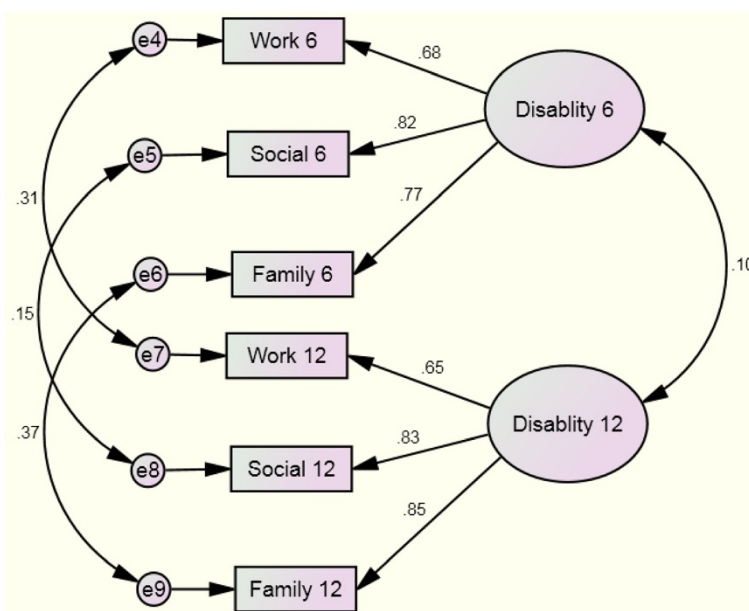 e4 Work 6
.68
Disablity 6
.82
e5 Social 6
.77
.31
.10
e6 Family 6
.15
e7 Work 12
.65
Disablity 12
.37
.83
e8 Social 12
.85
e9 Family 12